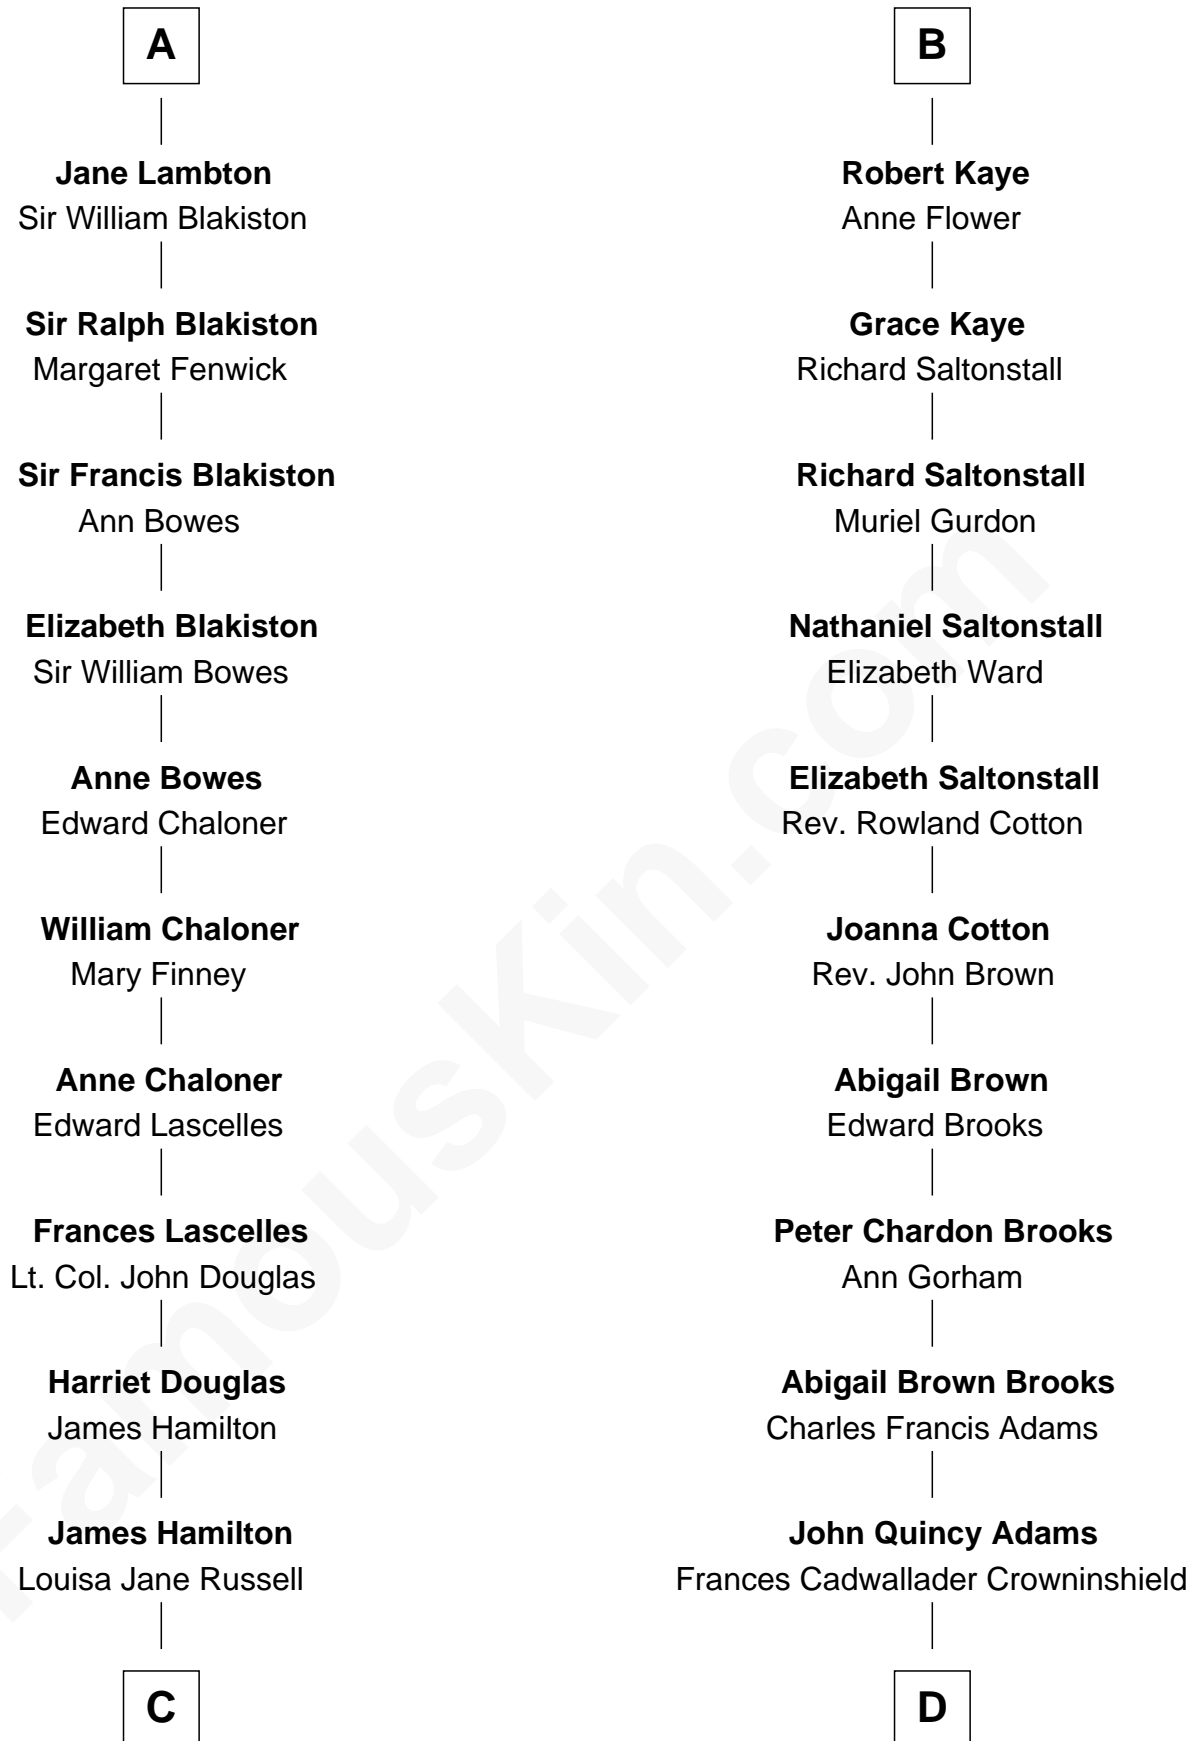 A
Jane Lambton
Sir William Blakiston
Sir Ralph Blakiston
Margaret Fenwick
Sir Francis Blakiston
Ann Bowes
Elizabeth Blakiston
Sir William Bowes
Anne Bowes
Edward Chaloner
William Chaloner
Mary Finney
Anne Chaloner
Edward Lascelles
Frances Lascelles
Lt. Col. John Douglas
Harriet Douglas
James Hamilton
James Hamilton
Louisa Jane Russell
C
B
Robert Kaye
Anne Flower
Grace Kaye
Richard Saltonstall
Richard Saltonstall
Muriel Gurdon
Nathaniel Saltonstall
Elizabeth Ward
Elizabeth Saltonstall
Rev. Rowland Cotton
Joanna Cotton
Rev. John Brown
Abigail Brown
Edward Brooks
Peter Chardon Brooks
Ann Gorham
Abigail Brown Brooks
Charles Francis Adams
John Quincy Adams
Frances Cadwallader Crowninshield
D
FamousKin.com